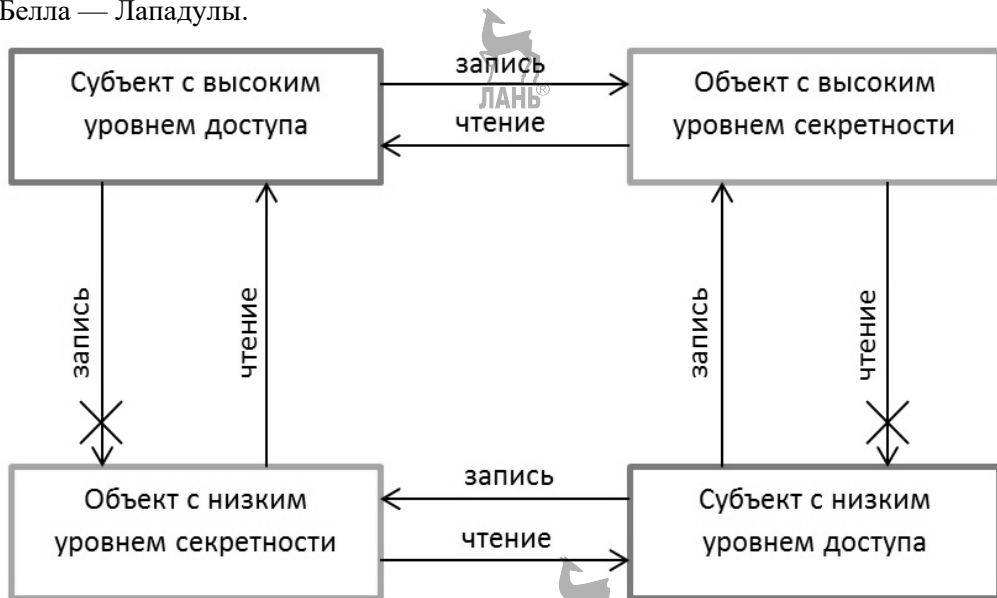 Белла — Лападулы.
Субъект с высоким
уровнем доступа
запись
ЛАНЬ®
чтение
Объект с высоким
уровнем секретности
запись
чтение
запись
чтение
Объект с низким
уровнем секретности
запись
чтение
Субъект с низким
уровнем доступа